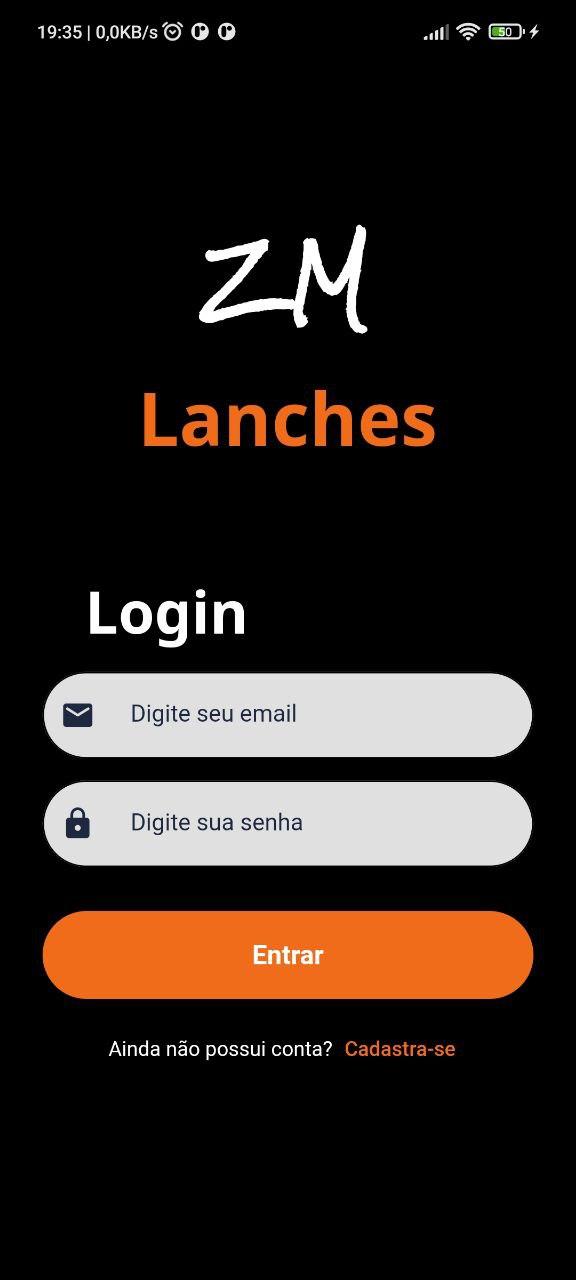 19:35 | 0,0KB/s 50
ZM
Lanches
Login
Digite seu email
Digite sua senha
Entrar
Ainda não possui conta? Cadastra-se